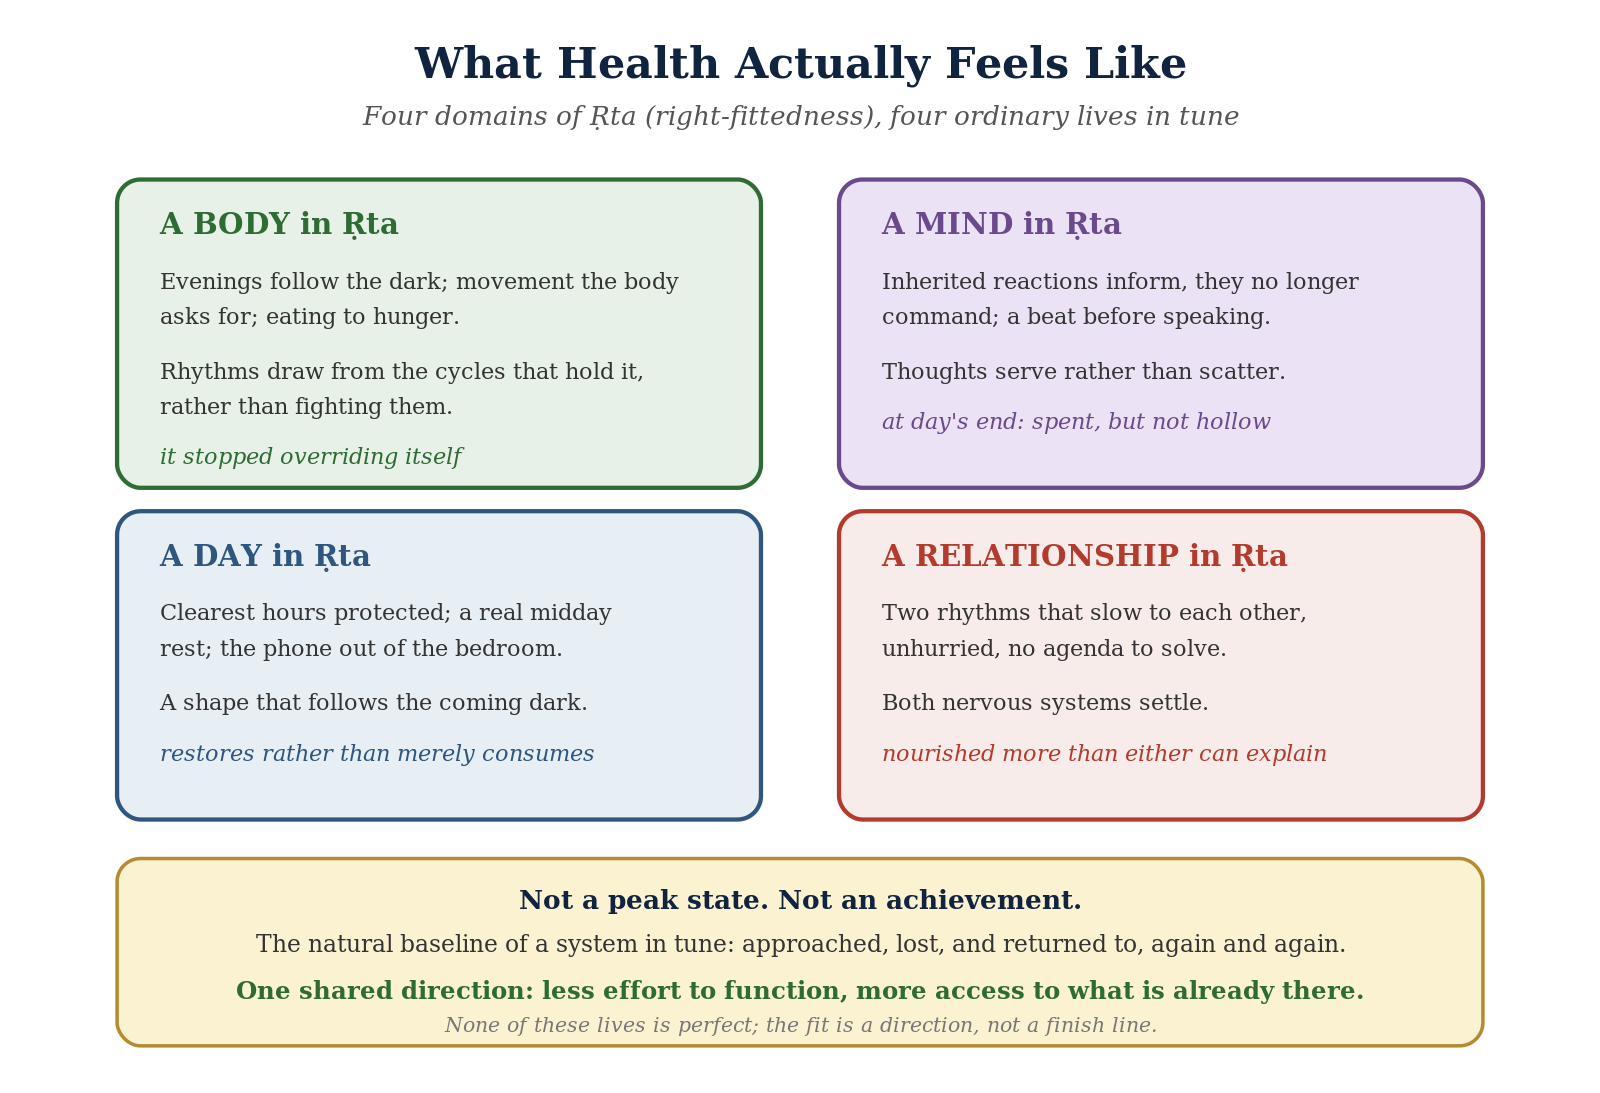 What Health Actually Feels Like
Four domains of Ṛta (right-fittedness), four ordinary lives in tune
A BODY in Ṛta
Evenings follow the dark; movement the body
asks for; eating to hunger.
Rhythms draw from the cycles that hold it,
rather than fighting them.
it stopped overriding itself
A MIND in Ṛta
Inherited reactions inform, they no longer
command; a beat before speaking.
Thoughts serve rather than scatter.
at day's end: spent, but not hollow
A DAY in Ṛta
Clearest hours protected; a real midday
rest; the phone out of the bedroom.
A shape that follows the coming dark.
restores rather than merely consumes
A RELATIONSHIP in Ṛta
Two rhythms that slow to each other,
unhurried, no agenda to solve.
Both nervous systems settle.
nourished more than either can explain
Not a peak state. Not an achievement.
The natural baseline of a system in tune: approached, lost, and returned to, again and again.
One shared direction: less effort to function, more access to what is already there.
None of these lives is perfect; the fit is a direction, not a finish line.